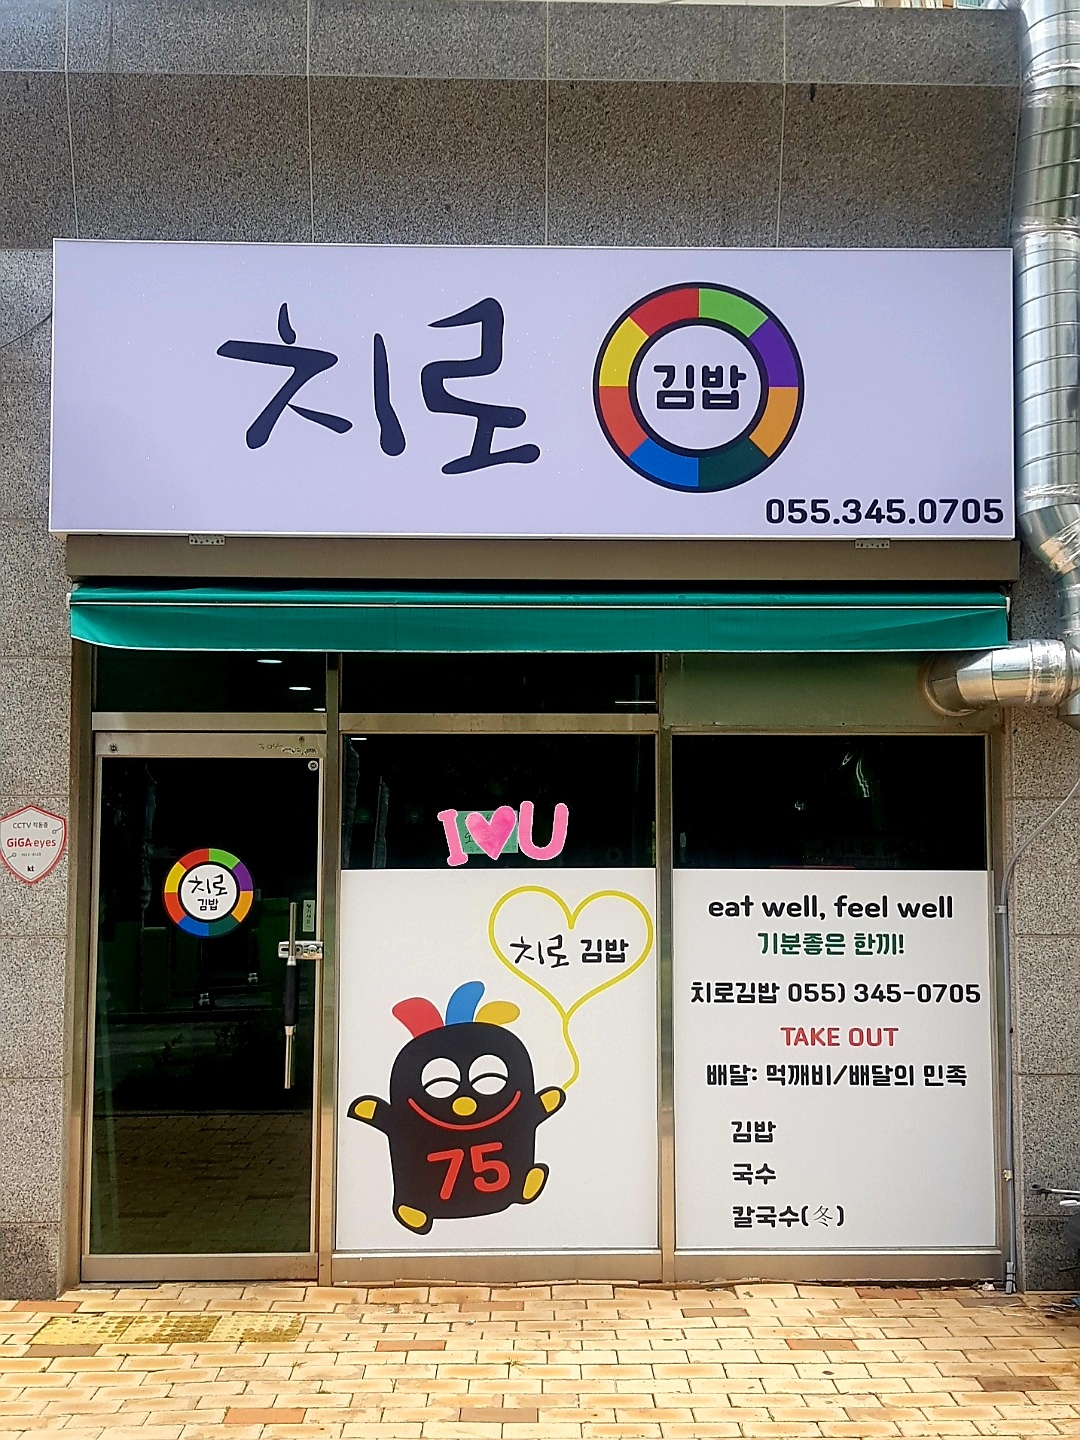 치로 김밥
055.345.0705
CCTV 작동중
GiGA eyes
kt
치로
김밥
I♥U
치로 김밥
75
eat well, feel well
기분좋은 한끼!
치로김밥 055) 345-0705
TAKE OUT
배달: 먹깨비/배달의 민족
김밥
국수
칼국수(冬)